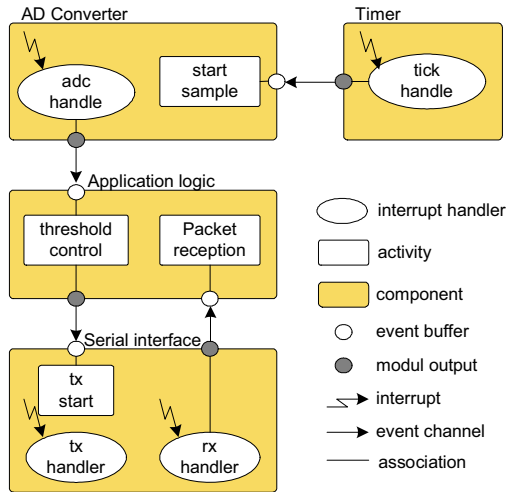 AD Converter
Timer
adc
handle
start
sample
tick
handle
Application logic
threshold
control
Packet
reception
Serial interface
tx
start
tx
handler
rx
handler
interrupt handler
activity
component
event buffer
modul output
interrupt
event channel
association